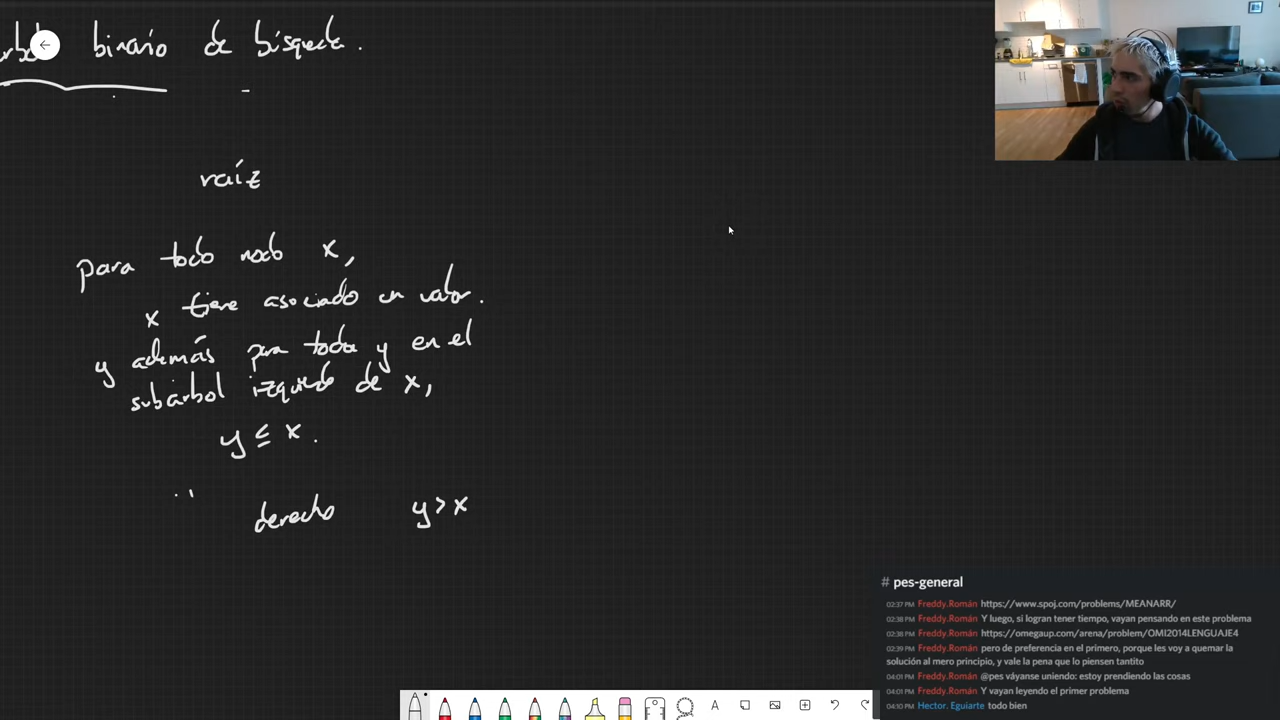 binario de búsqueda.
raíz
para todo nodo x,
x tiene asociado un valor.
y además para todo y en el
subárbol izquierdo de x,
y ≤ x.
derecho y > x
# pes-general
02:37 PM Freddy.Román https://www.spoj.com/problems/MEANARR/
02:38 PM Freddy.Román Y luego, si logran tener tiempo, vayan pensando en este problema
02:38 PM Freddy.Román https://omegaup.com/arena/problem/OMI2014LENGUAJE4
02:39 PM Freddy.Román pero de preferencia en el primero, porque les voy a quemar la
solución al mero principio, y vale la pena que lo piensen tantito
04:01 PM Freddy.Román @pes váyanse uniendo: estoy prendiendo las cosas
04:01 PM Freddy.Román Y vayan leyendo el primer problema
04:10 PM Hector. Eguiarte todo bien
A